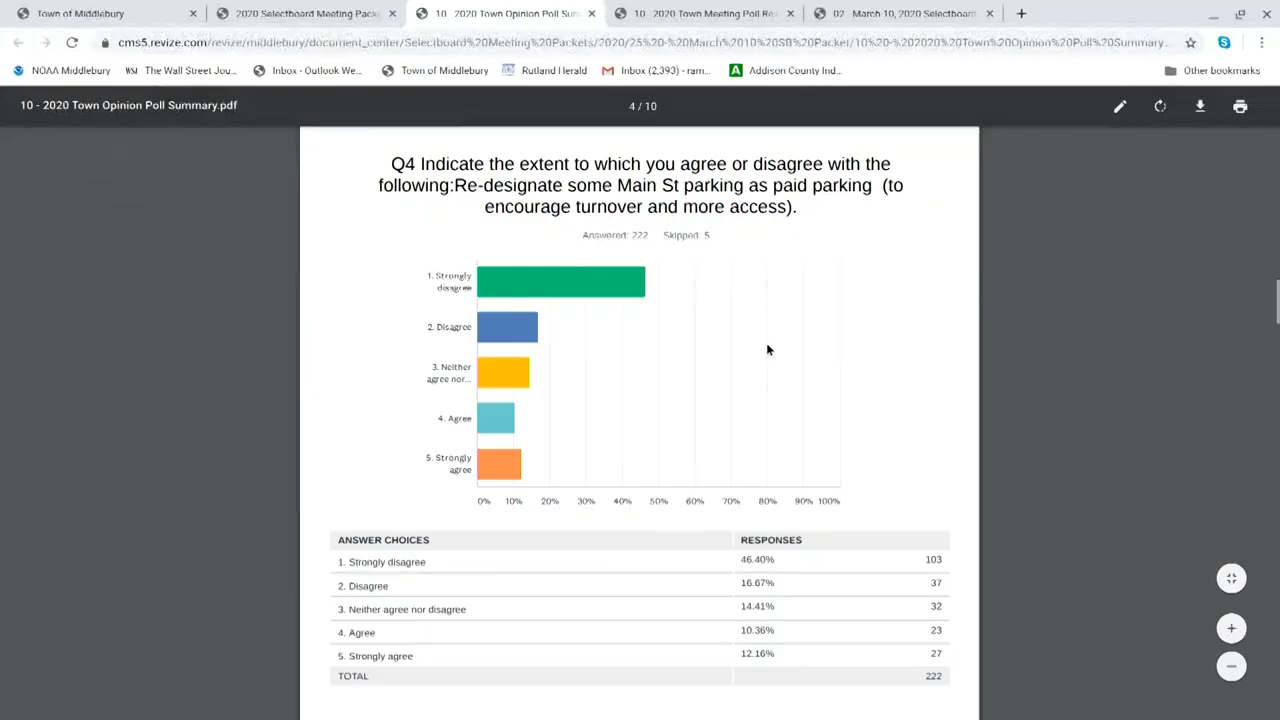 Town of Middlebury
2020 Selectboard Meeting Pack
10 2020 Town Opinion Poll Sum
10 2020 Town Meeting Poll Res
02 March 10, 2020 Selectboard
cms5.revize.com/revize/middlebury/document_center/Selectboard%20Meeting%20Packets/2020/25%20-%20March%2010%20SB%20Packet/10%20-%202020%20Town%20Opinion%20Poll%20Summary...
NOAA Middlebury
WSJ The Wall Street Jou...
Inbox - Outlook We...
Town of Middlebury
Rutland Herald
Inbox (2,393) - ram...
A Addison County Ind...
Other bookmarks
10 - 2020 Town Opinion Poll Summary.pdf
4 / 10
Q4 Indicate the extent to which you agree or disagree with the
following:Re-designate some Main St parking as paid parking (to
encourage turnover and more access).
Answered: 222 Skipped: 5
1. Strongly
disagree
2. Disagree
3. Neither
agree nor...
4. Agree
5. Strongly
agree
0% 10% 20% 30% 40% 50% 60% 70% 80% 90% 100%
ANSWER CHOICES RESPONSES
1. Strongly disagree 46.40% 103
2. Disagree 16.67% 37
3. Neither agree nor disagree 14.41% 32
4. Agree 10.36% 23
5. Strongly agree 12.16% 27
TOTAL 222